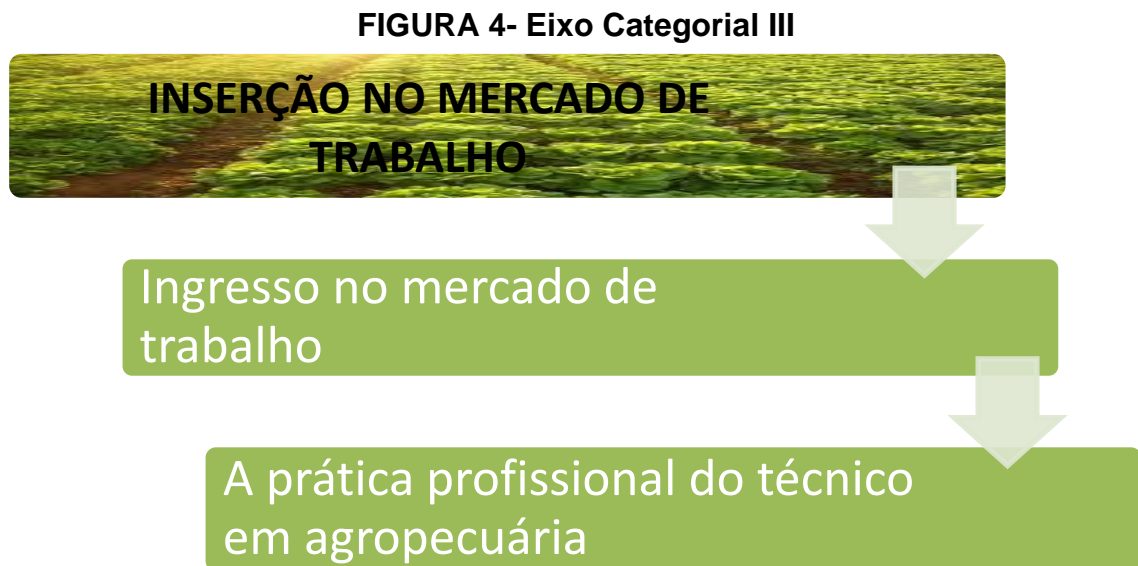 FIGURA 4- Eixo Categorial III
INSERÇÃO NO MERCADO DE
TRABALHO
Ingresso no mercado de
trabalho
A prática profissional do técnico
em agropecuária